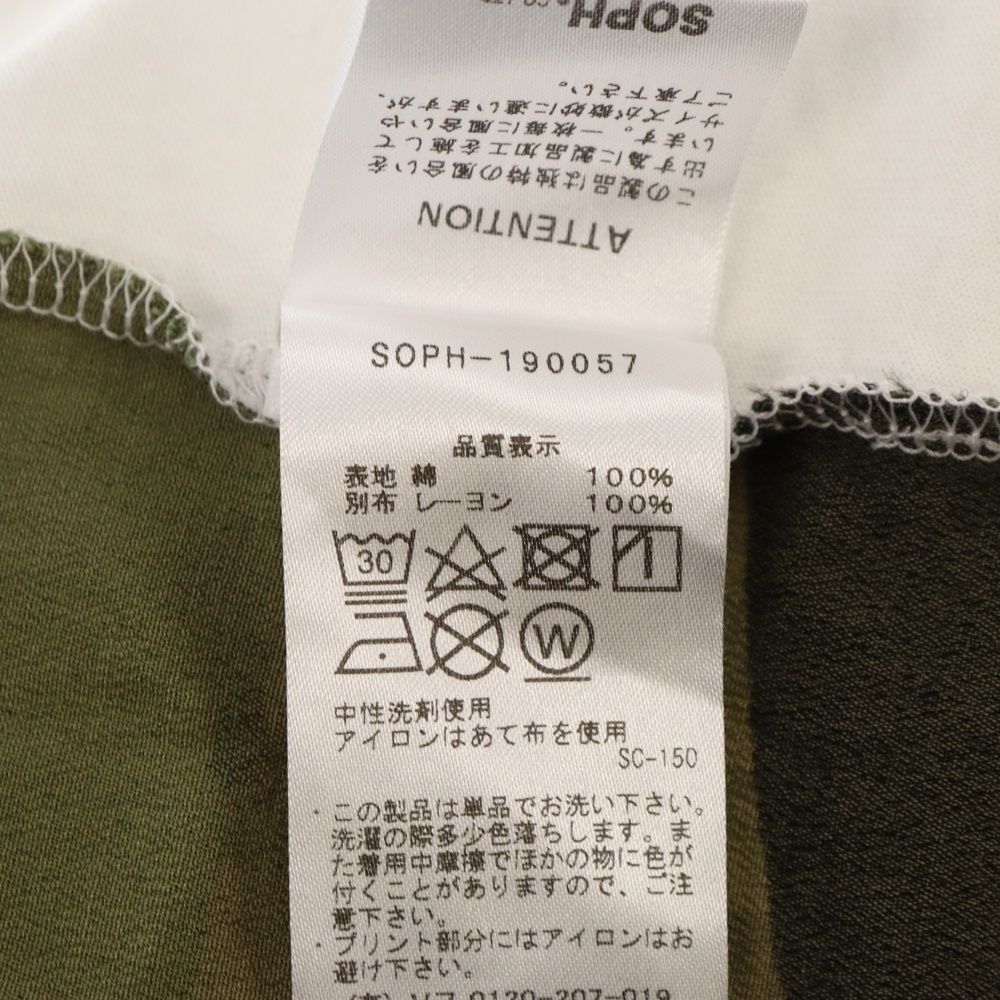 SOPH.
ATTENTION
この製品は独特の風合いを
出す為に製品加工を施して
います。一枚毎に風合いや
サイズが微妙に違いますが、
ご了承下さい。
SOPH-190057
品質表示
表地 綿 100%
別布 レーヨン 100%
30
W
中性洗剤使用
アイロンはあて布を使用
SC-150
・この製品は単品でお洗い下さい。
洗濯の際多少色落ちします。ま
た着用中摩擦でほかの物に色が
付くことがありますので、ご注
意下さい。
・プリント部分にはアイロンはお
避け下さい。
(有) ソフ 0120-207-019